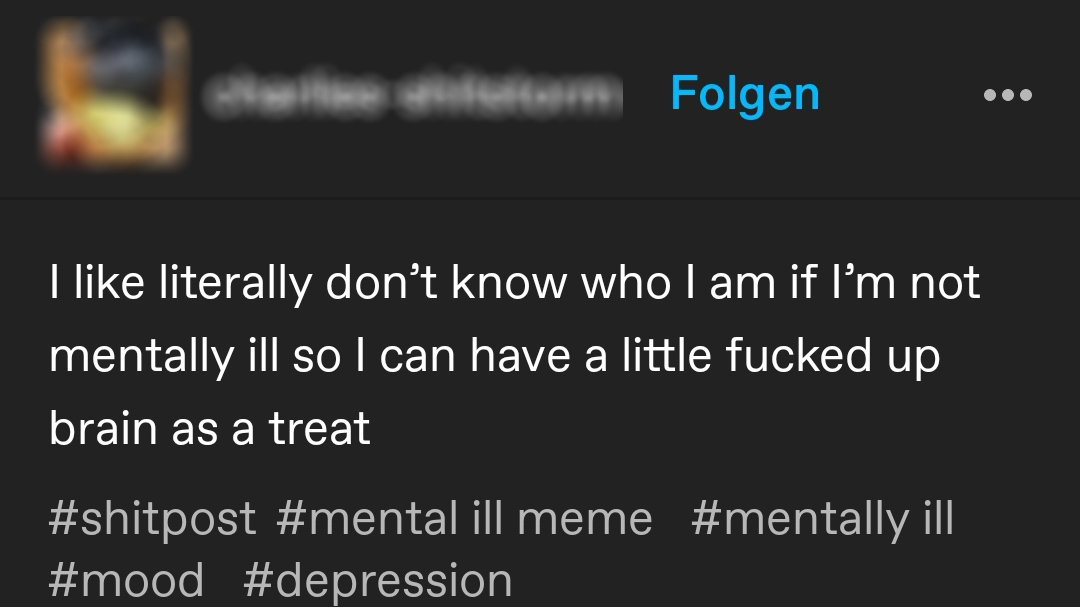 Folgen
I like literally don’t know who I am if I’m not
mentally ill so I can have a little fucked up
brain as a treat
#shitpost #mental ill meme #mentally ill
#mood #depression